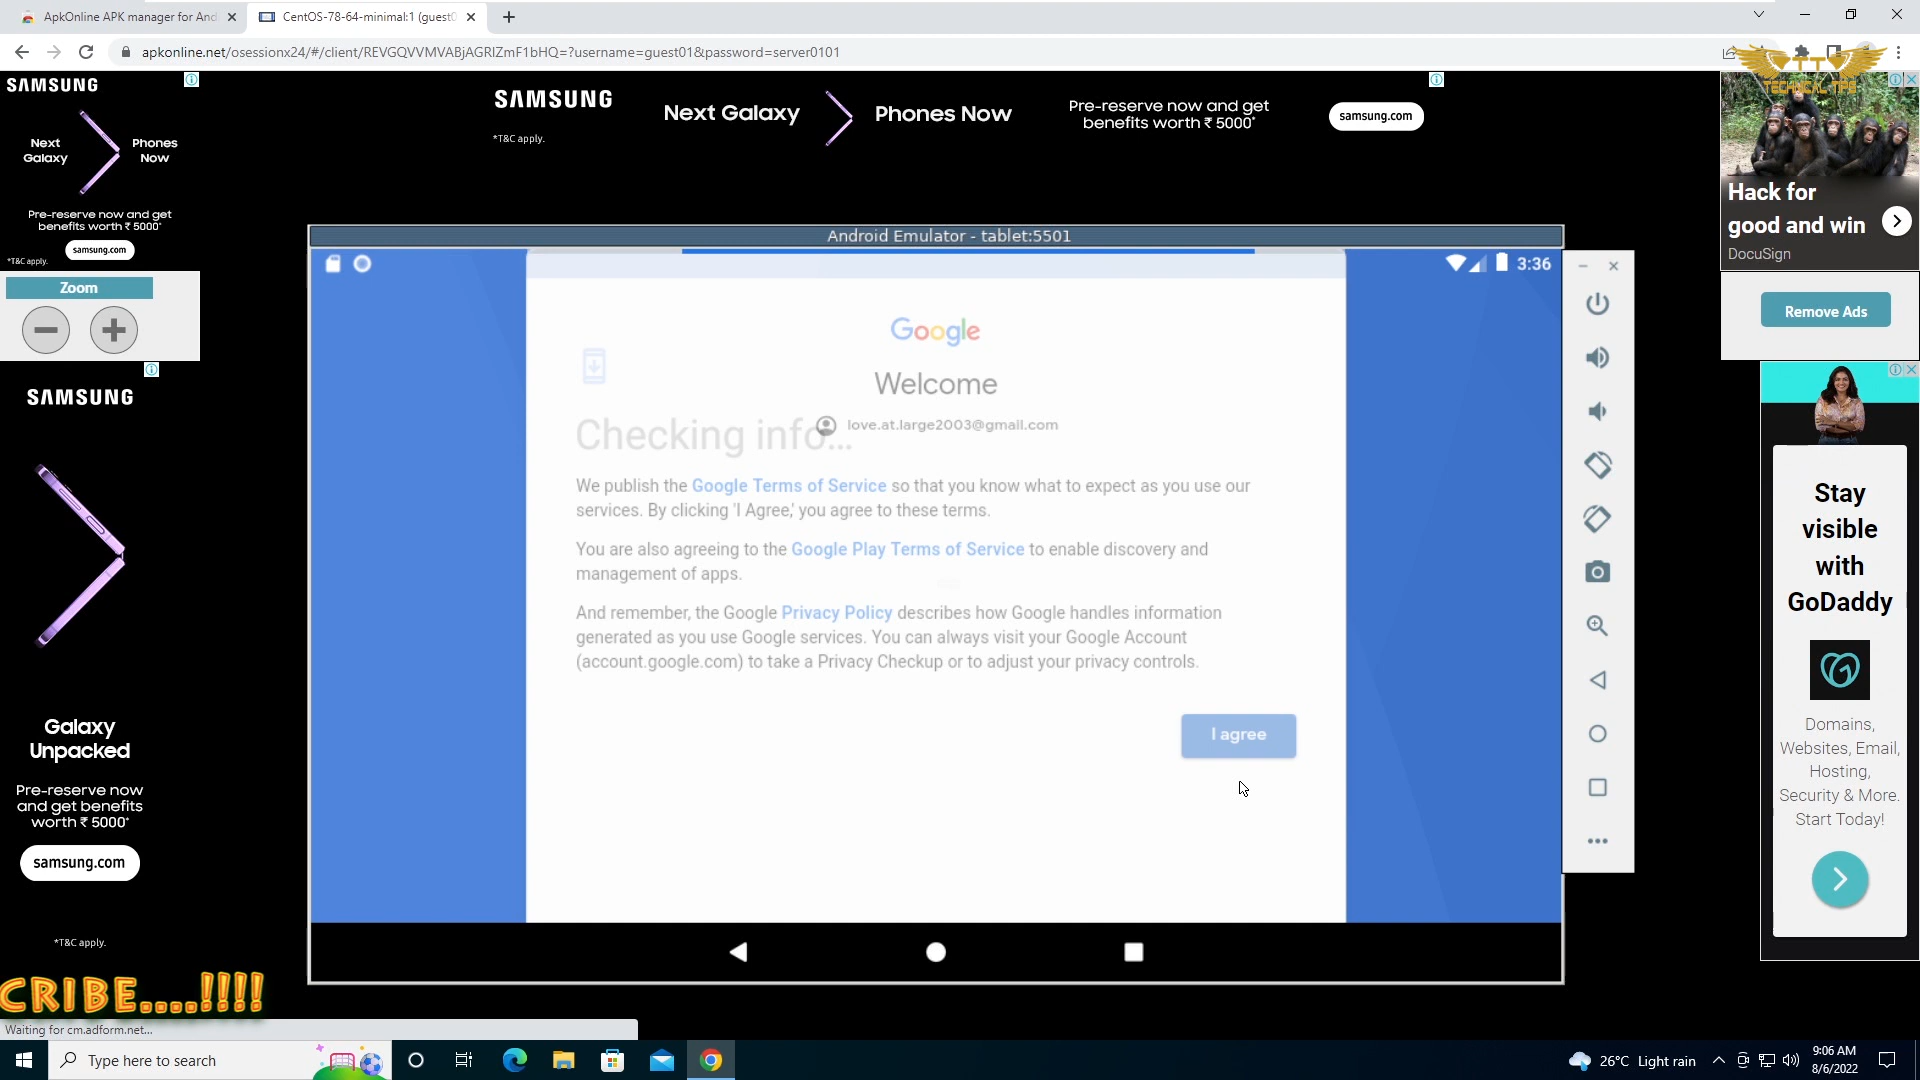 ApkOnline APK manager for And
CentOS-78-64-minimal:1 (guest0
apkonline.net/osessionx24/#/client/REVGQVVMVABjAGRlZmF1bHQ=?username=guest01&password=server0101
SAMSUNG
Next
Galaxy
Phones
Now
Pre-reserve now and get
benefits worth ₹ 5000*
samsung.com
*T&C apply.
SAMSUNG
*T&C apply.
Next Galaxy
Phones Now
Pre-reserve now and get
benefits worth ₹ 5000*
samsung.com
TECHNICAL TIPS
Hack for
good and win
DocuSign
Remove Ads
Zoom
SAMSUNG
Galaxy
Unpacked
Pre-reserve now
and get benefits
worth ₹ 5000*
samsung.com
*T&C apply.
Android Emulator - tablet:5501
3:36
Google
Welcome
love.at.large2003@gmail.com
Checking info...
We publish the Google Terms of Service so that you know what to expect as you use our
services. By clicking 'I Agree,' you agree to these terms.
You are also agreeing to the Google Play Terms of Service to enable discovery and
management of apps.
And remember, the Google Privacy Policy describes how Google handles information
generated as you use Google services. You can always visit your Google Account
(account.google.com) to take a Privacy Checkup or to adjust your privacy controls.
I agree
Stay
visible
with
GoDaddy
Domains,
Websites, Email,
Hosting,
Security & More.
Start Today!
CRIBE....!!!!
Waiting for cm.adform.net...
Type here to search
26°C Light rain
9:06 AM
8/6/2022